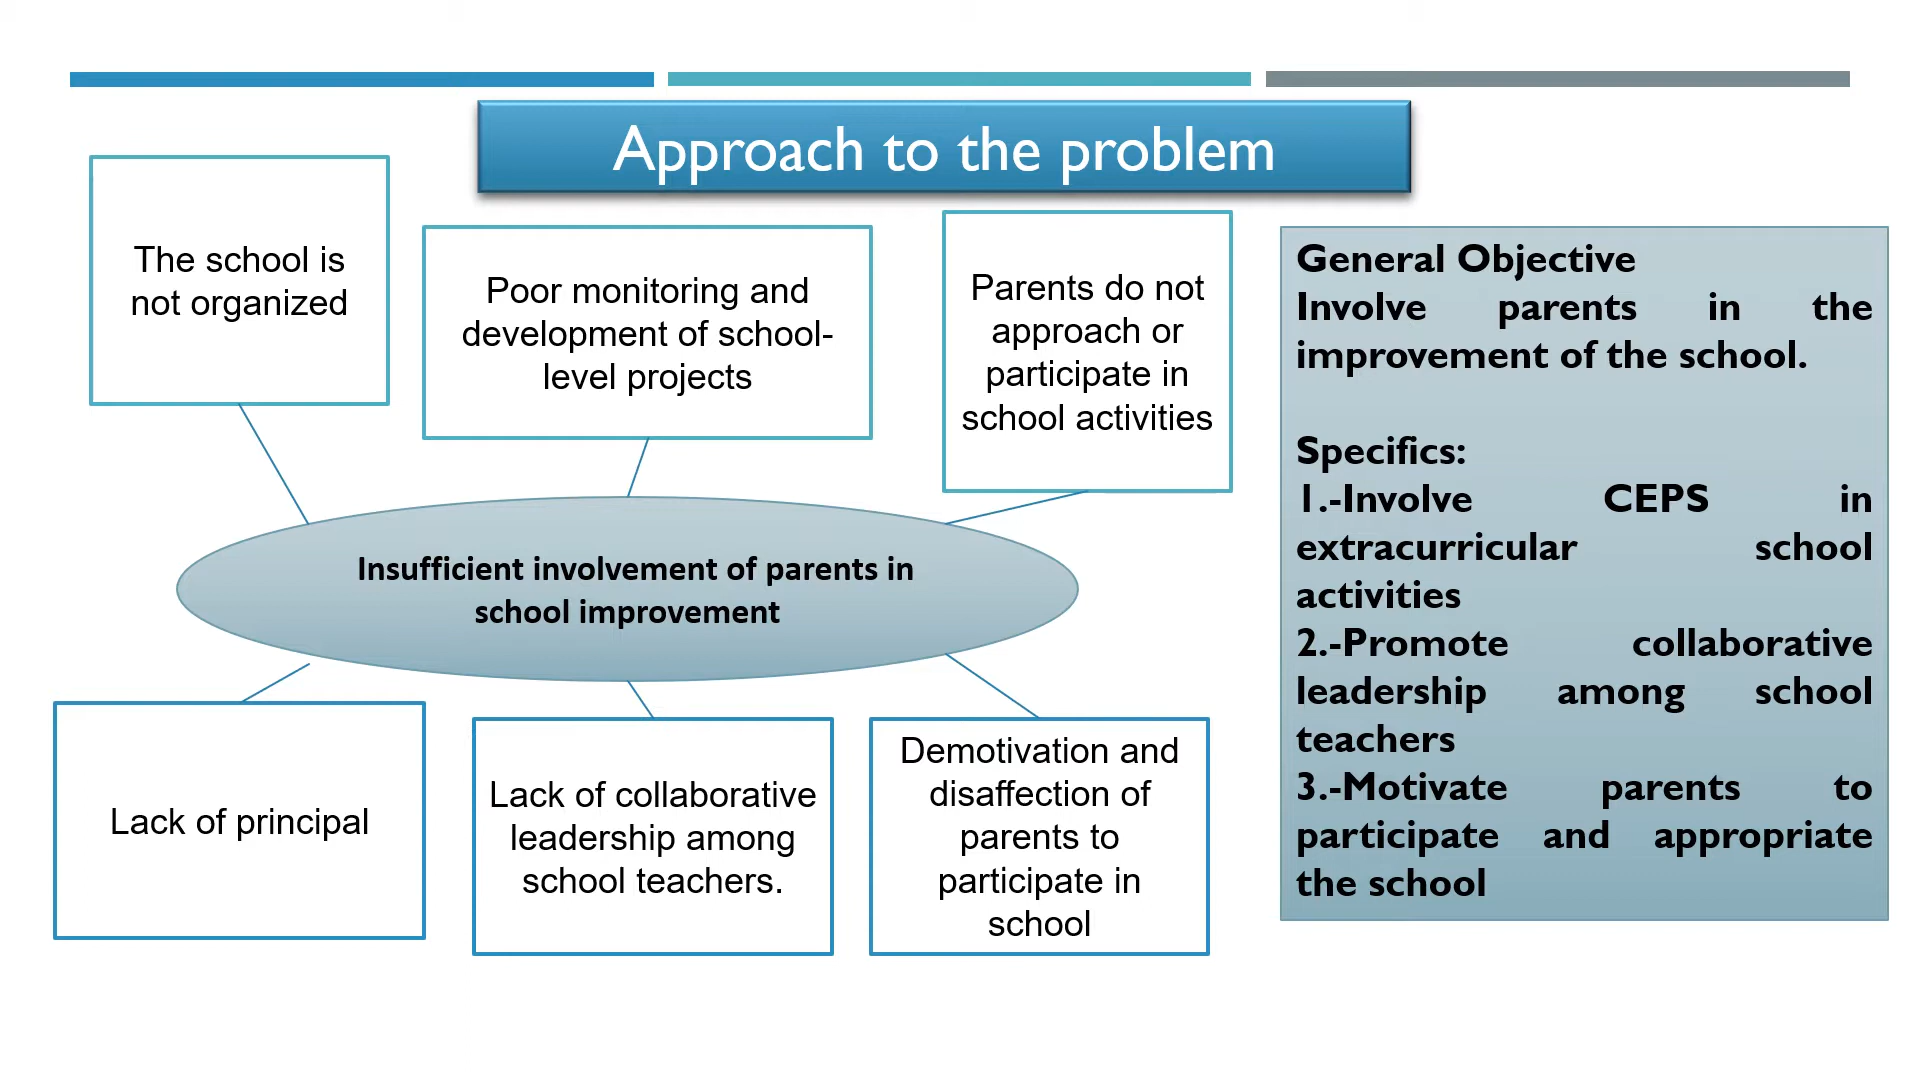 Approach to the problem
The school is
not organized
Poor monitoring and
development of school-
level projects
Parents do not
approach or
participate in
school activities
Insufficient involvement of parents in
school improvement
Lack of principal
Lack of collaborative
leadership among
school teachers.
Demotivation and
disaffection of
parents to
participate in
school
General Objective
Involve parents in the
improvement of the school.
Specifics:
1.-Involve CEPS in
extracurricular school
activities
2.-Promote collaborative
leadership among school
teachers
3.-Motivate parents to
participate and appropriate
the school